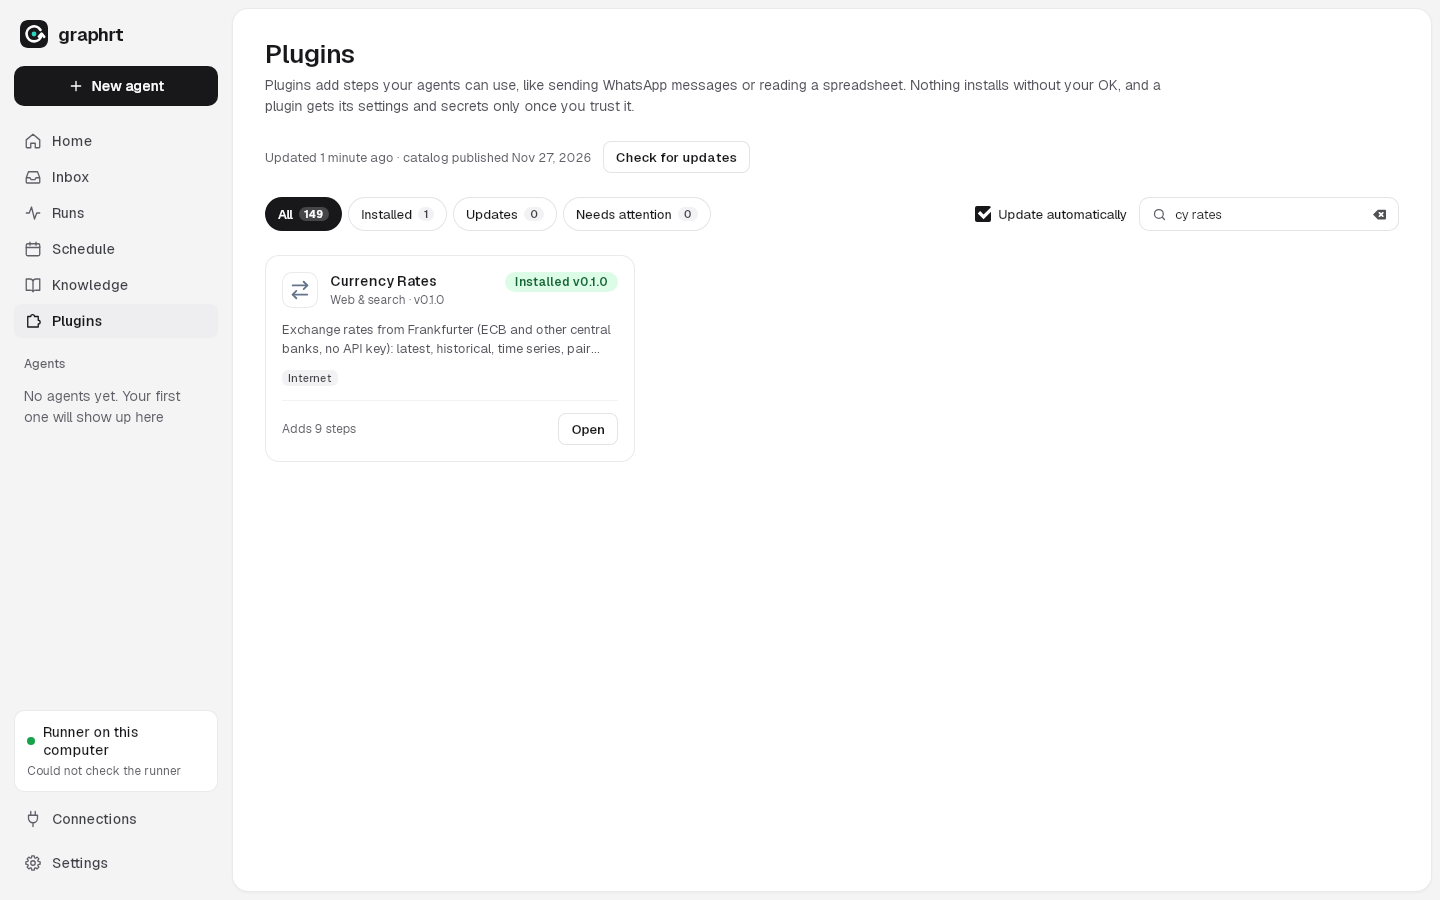 graphrt
New agent
Home
Inbox
Runs
Schedule
Knowledge
Plugins
Agents
No agents yet. Your first
one will show up here
Runner on this
computer
Could not check the runner
Connections
Settings
Plugins
Plugins add steps your agents can use, like sending WhatsApp messages or reading a spreadsheet. Nothing installs without your OK, and a
plugin gets its settings and secrets only once you trust it.
Updated 1 minute ago · catalog published Nov 27, 2026
Check for updates
All 149
Installed 1
Updates 0
Needs attention 0
Update automatically
cy rates
Currency Rates
Installed v0.1.0
Web & search · v0.1.0
Exchange rates from Frankfurter (ECB and other central
banks, no API key): latest, historical, time series, pair...
Internet
Adds 9 steps
Open